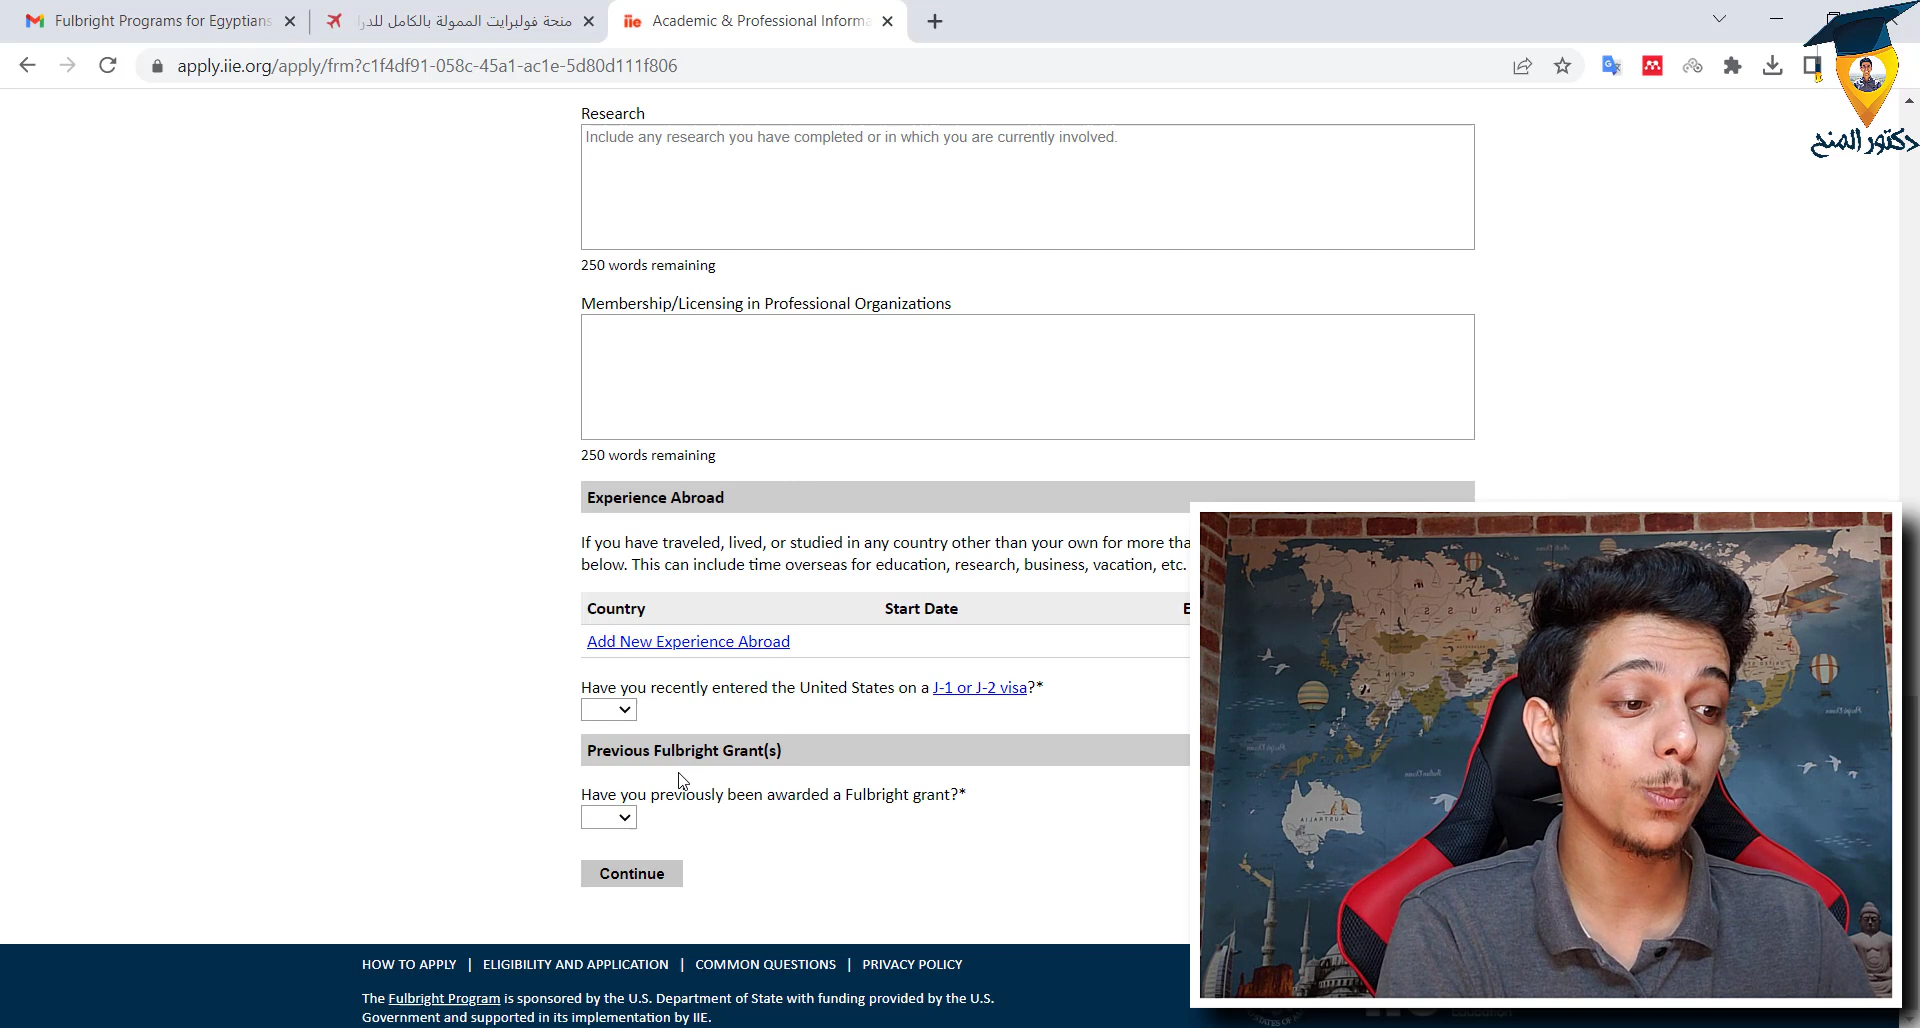 Fulbright Programs for Egyptians
منحة فولبرايت الممولة بالكامل للدرا
iie Academic & Professional Informa
apply.iie.org/apply/frm?c1f4df91-058c-45a1-ac1e-5d80d111f806
دكتور المنح
Research
Include any research you have completed or in which you are currently involved.
250 words remaining
Membership/Licensing in Professional Organizations
250 words remaining
Experience Abroad
If you have traveled, lived, or studied in any country other than your own for more tha
below. This can include time overseas for education, research, business, vacation, etc.
Country Start Date E
Add New Experience Abroad
Have you recently entered the United States on a J-1 or J-2 visa?*
Previous Fulbright Grant(s)
Have you previously been awarded a Fulbright grant?*
Continue
HOW TO APPLY | ELIGIBILITY AND APPLICATION | COMMON QUESTIONS | PRIVACY POLICY
The Fulbright Program is sponsored by the U.S. Department of State with funding provided by the U.S.
Government and supported in its implementation by IIE.
RUSSIA
CHINA
AUSTRALIA